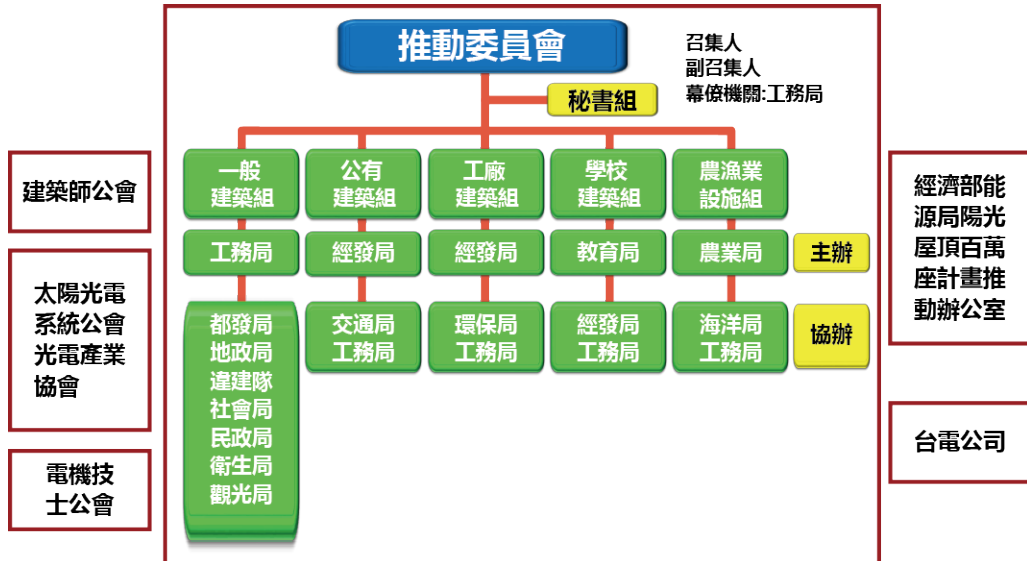 推動委員會
召集人
副召集人
幕僚機關:工務局
秘書組
一般
建築組
公有
建築組
工廠
建築組
學校
建築組
農漁業
設施組
工務局
經發局
經發局
教育局
農業局
主辦
都發局
地政局
違建隊
社會局
民政局
衛生局
觀光局
交通局
工務局
環保局
工務局
經發局
工務局
海洋局
工務局
協辦
建築師公會
太陽光電
系統公會
光電產業
協會
電機技
士公會
經濟部能
源局陽光
屋頂百萬
座計畫推
動辦公室
台電公司